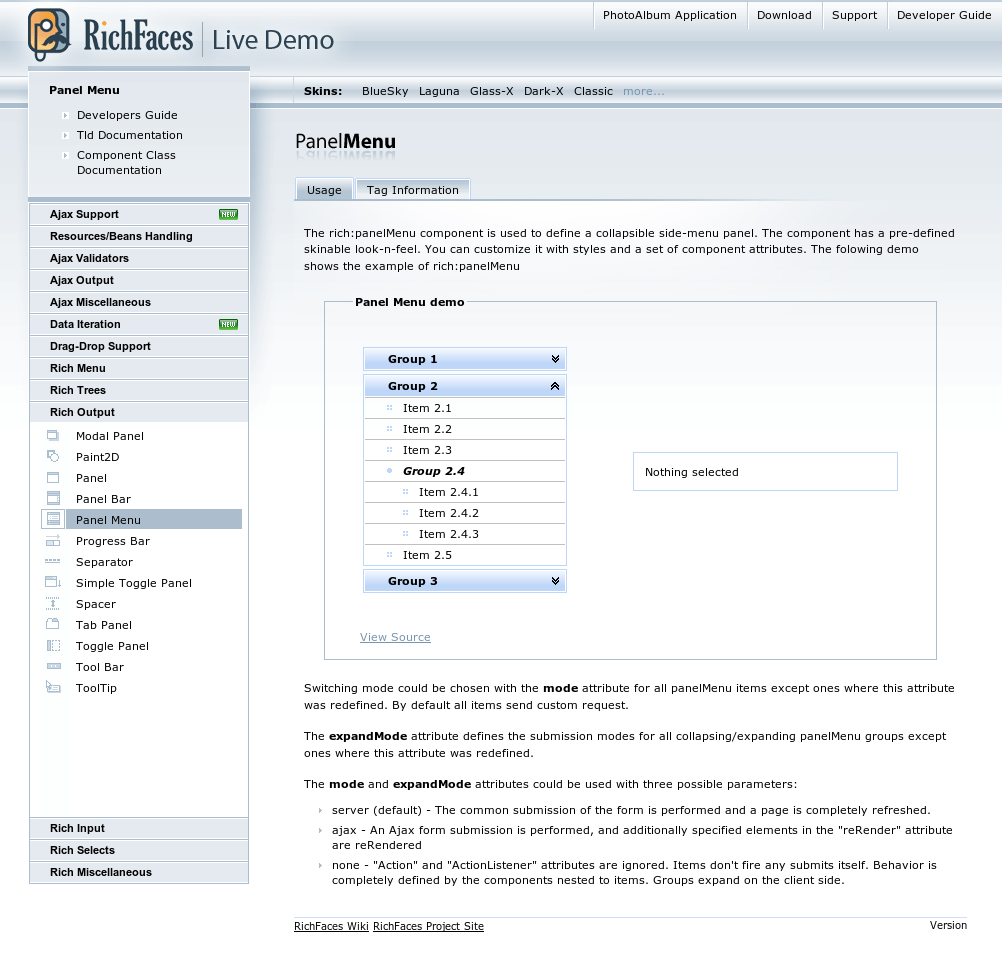 PhotoAlbum Application Download Support Developer Guide
RichFaces Live Demo
Skins: BlueSky Laguna Glass-X Dark-X Classic more...
Panel Menu
Developers Guide
Tld Documentation
Component Class
Documentation
Ajax Support NEW
Resources/Beans Handling
Ajax Validators
Ajax Output
Ajax Miscellaneous
Data Iteration NEW
Drag-Drop Support
Rich Menu
Rich Trees
Rich Output
Modal Panel
Paint2D
Panel
Panel Bar
Panel Menu
Progress Bar
Separator
Simple Toggle Panel
Spacer
Tab Panel
Toggle Panel
Tool Bar
ToolTip
Rich Input
Rich Selects
Rich Miscellaneous
PanelMenu
Usage Tag Information
The rich:panelMenu component is used to define a collapsible side-menu panel. The component has a pre-defined
skinable look-n-feel. You can customize it with styles and a set of component attributes. The folowing demo
shows the example of rich:panelMenu
Panel Menu demo
Group 1
Group 2
Item 2.1
Item 2.2
Item 2.3
Group 2.4
Item 2.4.1
Item 2.4.2
Item 2.4.3
Item 2.5
Group 3
Nothing selected
View Source
Switching mode could be chosen with the mode attribute for all panelMenu items except ones where this attribute
was redefined. By default all items send custom request.
The expandMode attribute defines the submission modes for all collapsing/expanding panelMenu groups except
ones where this attribute was redefined.
The mode and expandMode attributes could be used with three possible parameters:
server (default) - The common submission of the form is performed and a page is completely refreshed.
ajax - An Ajax form submission is performed, and additionally specified elements in the "reRender" attribute
are reRendered
none - "Action" and "ActionListener" attributes are ignored. Items don't fire any submits itself. Behavior is
completely defined by the components nested to items. Groups expand on the client side.
RichFaces Wiki RichFaces Project Site Version